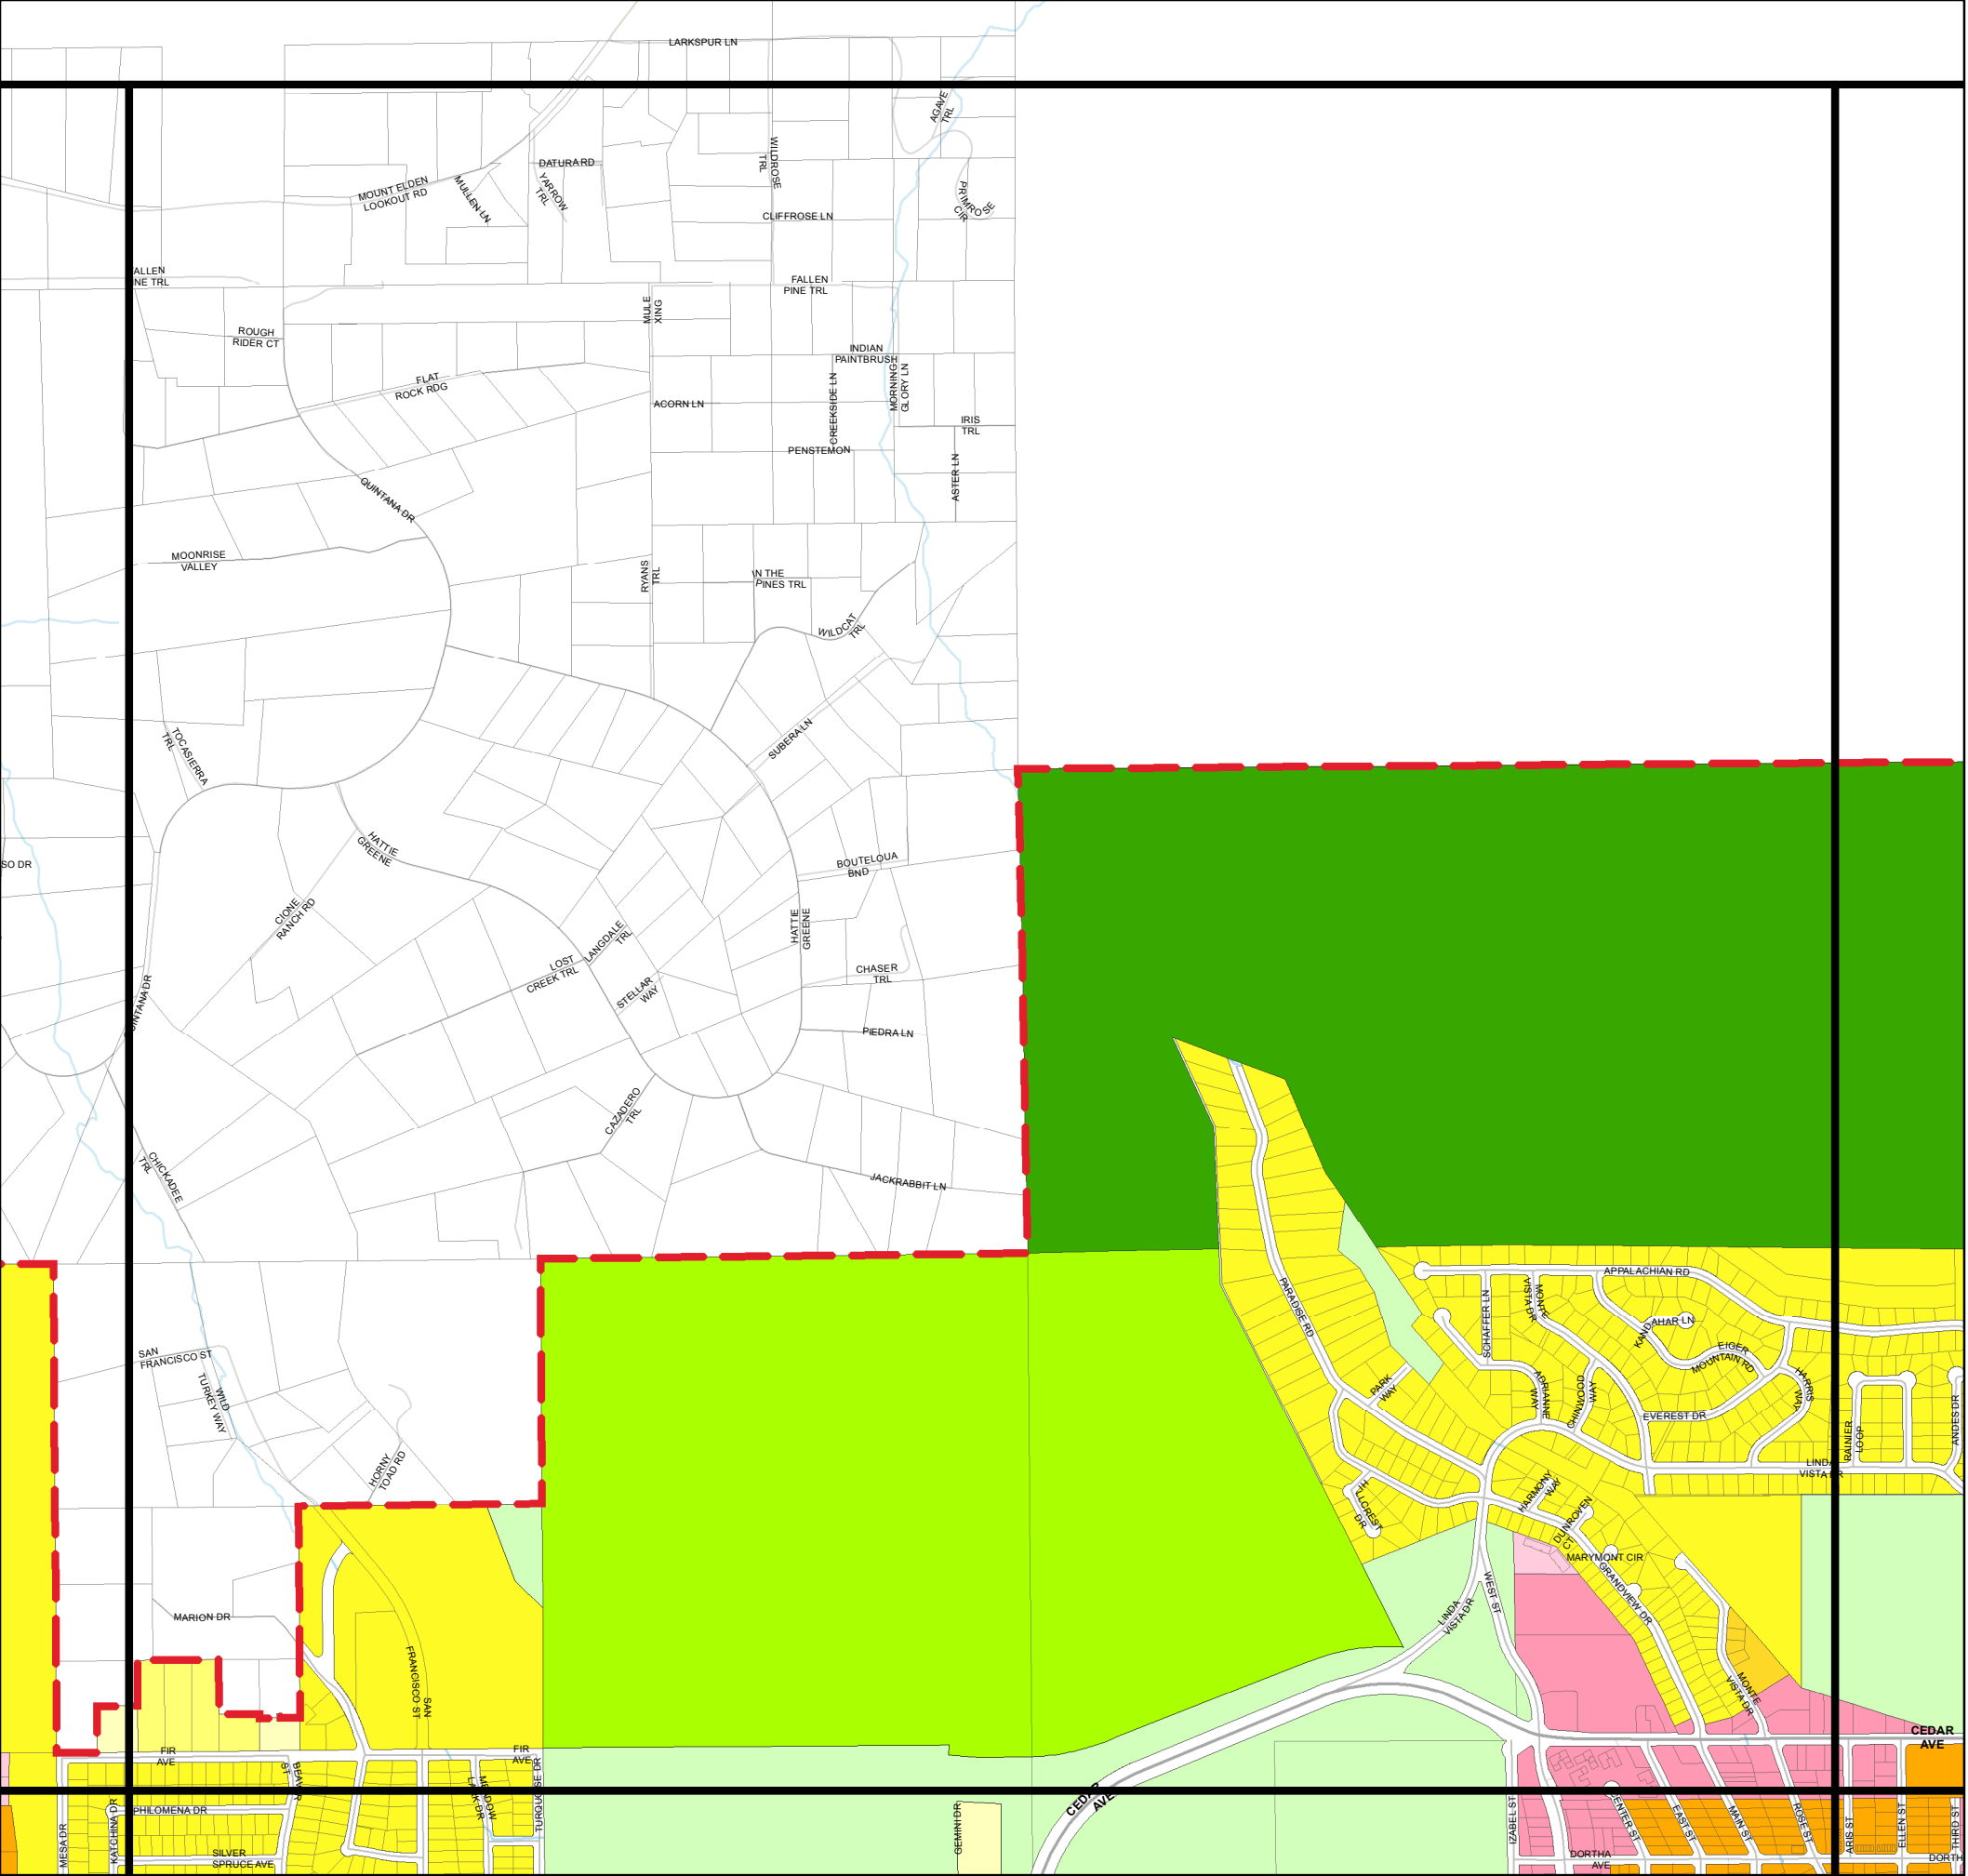 LARKSPUR LN
AGAVE
TRL
WILDROSE
TRL
DATURA RD
MOUNT ELDEN
LOOKOUT RD
MULLEN LN
YARROW
TRL
PRIMROSE
CIR
CLIFFROSE LN
ALLEN
NE TRL
FALLEN
PINE TRL
MULE
XING
ROUGH
RIDER CT
INDIAN
PAINTBRUSH
FLAT
ROCK RDG
ACORN LN
CREEKSIDE LN
MORNING
GLORY LN
IRIS
TRL
PENSTEMON
ASTER LN
QUINTANA DR
MOONRISE
VALLEY
RYANS
TRL
IN THE
PINES TRL
WILDCAT
TRL
TOCASIERRA
TRL
SUBERA LN
HATTIE
GREENE
SO DR
BOUTELOUA
BND
CIONE
RANCH RD
HATTIE
GREENE
LANGDALE
TRL
LOST
CREEK TRL
CHASER
TRL
STELLAR
WAY
UINTANA DR
PIEDRA LN
CAZADERO
TRL
CHICKADEE
TRL
JACKRABBIT LN
PARADISE RD
APPALACHIAN RD
SCHAFFER LN
MONTE
VISTA DR
KANDAHAR LN
EIGER
MOUNTAIN RD
SAN
FRANCISCO ST
WILD
TURKEY WAY
PARK
WAY
ADRIANNE
WAY
CHINWOOD
WAY
HARRIS
WAY
EVEREST DR
RAINIER
LOOP
ANDES DR
HORNY
TOAD RD
LINDA
VISTA DR
HILLCREST
DR
HARMONY
WAY
DUNROVEN
CT
MARYMONT CIR
GRANDVIEW DR
WEST ST
LINDA
VISTA DR
MARION DR
SAN
FRANCISCO ST
MONTE
VISTA DR
CEDAR
AVE
FIR
AVE
FIR
AVE
BEAVER
ST
TURQUOISE DR
MEADOW
LARK DR
CEDAR
AVE
PHILOMENA DR
MESA DR
KATCHINA DR
SILVER
SPRUCE AVE
GEMINI DR
IZABEL ST
CENTER ST
EAST ST
MAIN ST
ROSE ST
ARIS ST
ELLEN ST
THIRD ST
DORTHA
AVE
DORTH